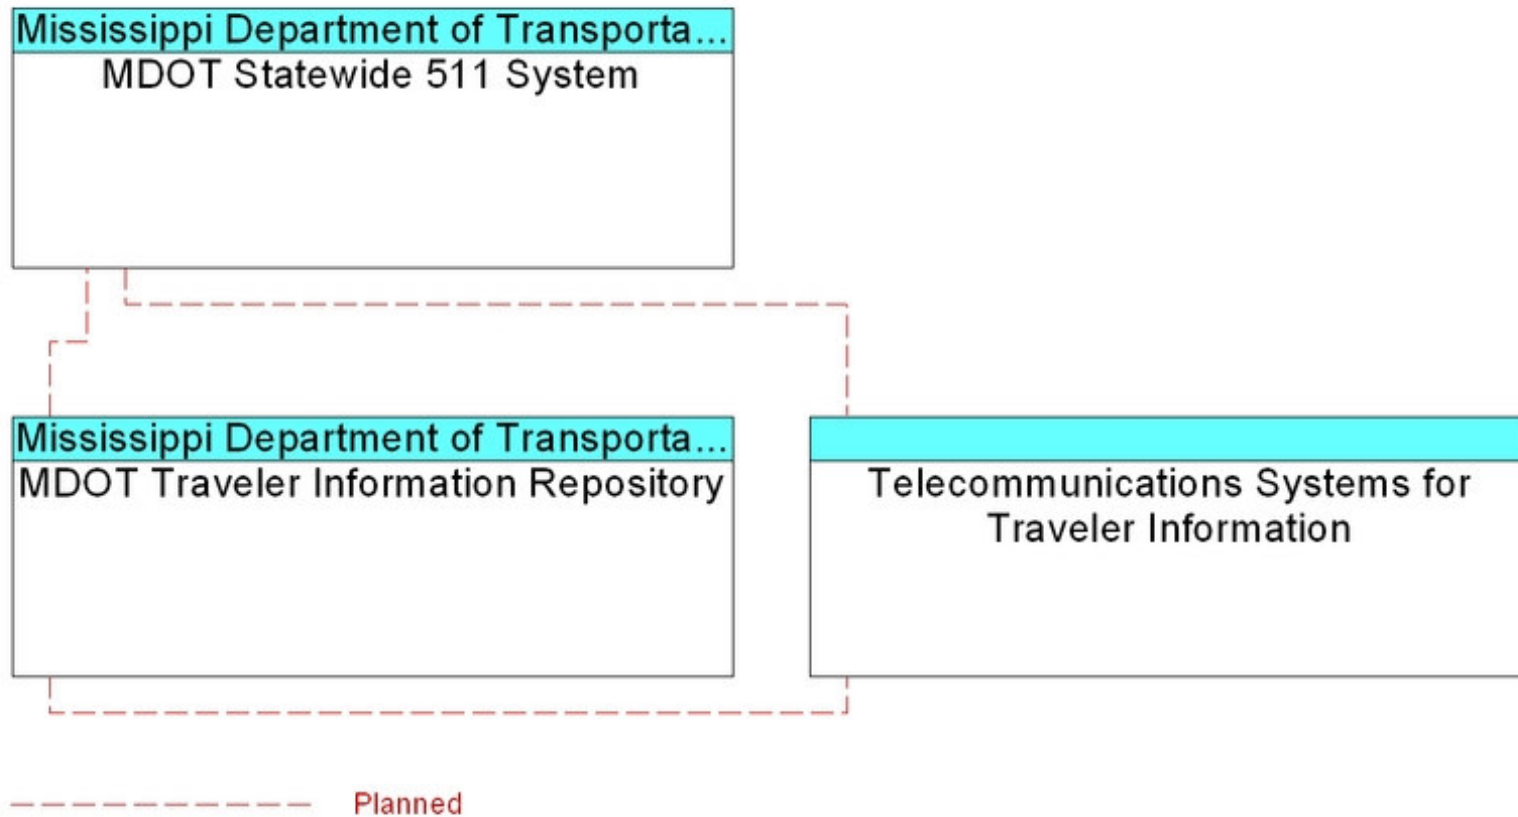 Mississippi Department of Transporta...
MDOT Statewide 511 System
Mississippi Department of Transporta...
MDOT Traveler Information Repository
Telecommunications Systems for
Traveler Information
Planned